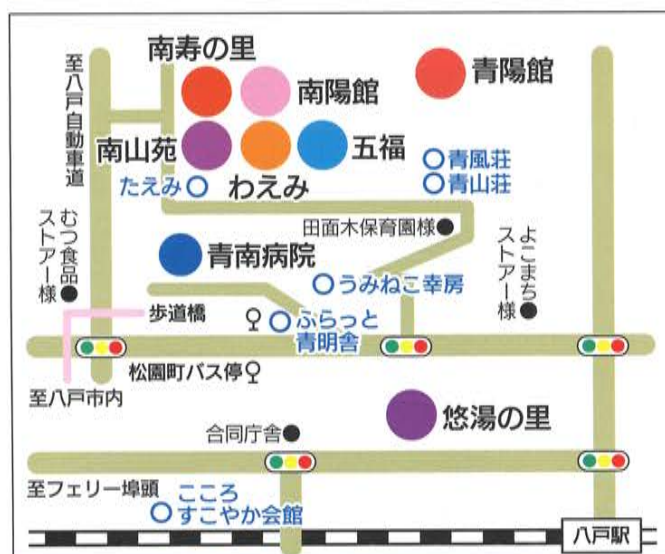 至八戸自動車道
南寿の里
南陽館
青陽館
南山苑
わえみ
五福
たえみ
青風荘
青山荘
田面木保育園様
むつ食品
ストアー様
青南病院
よこまち
ストアー様
うみねこ幸房
歩道橋
ふらっと
青明舎
松園町バス停
至八戸市内
悠湯の里
合同庁舎
至フェリー埠頭
こころ
すこやか会館
八戸駅